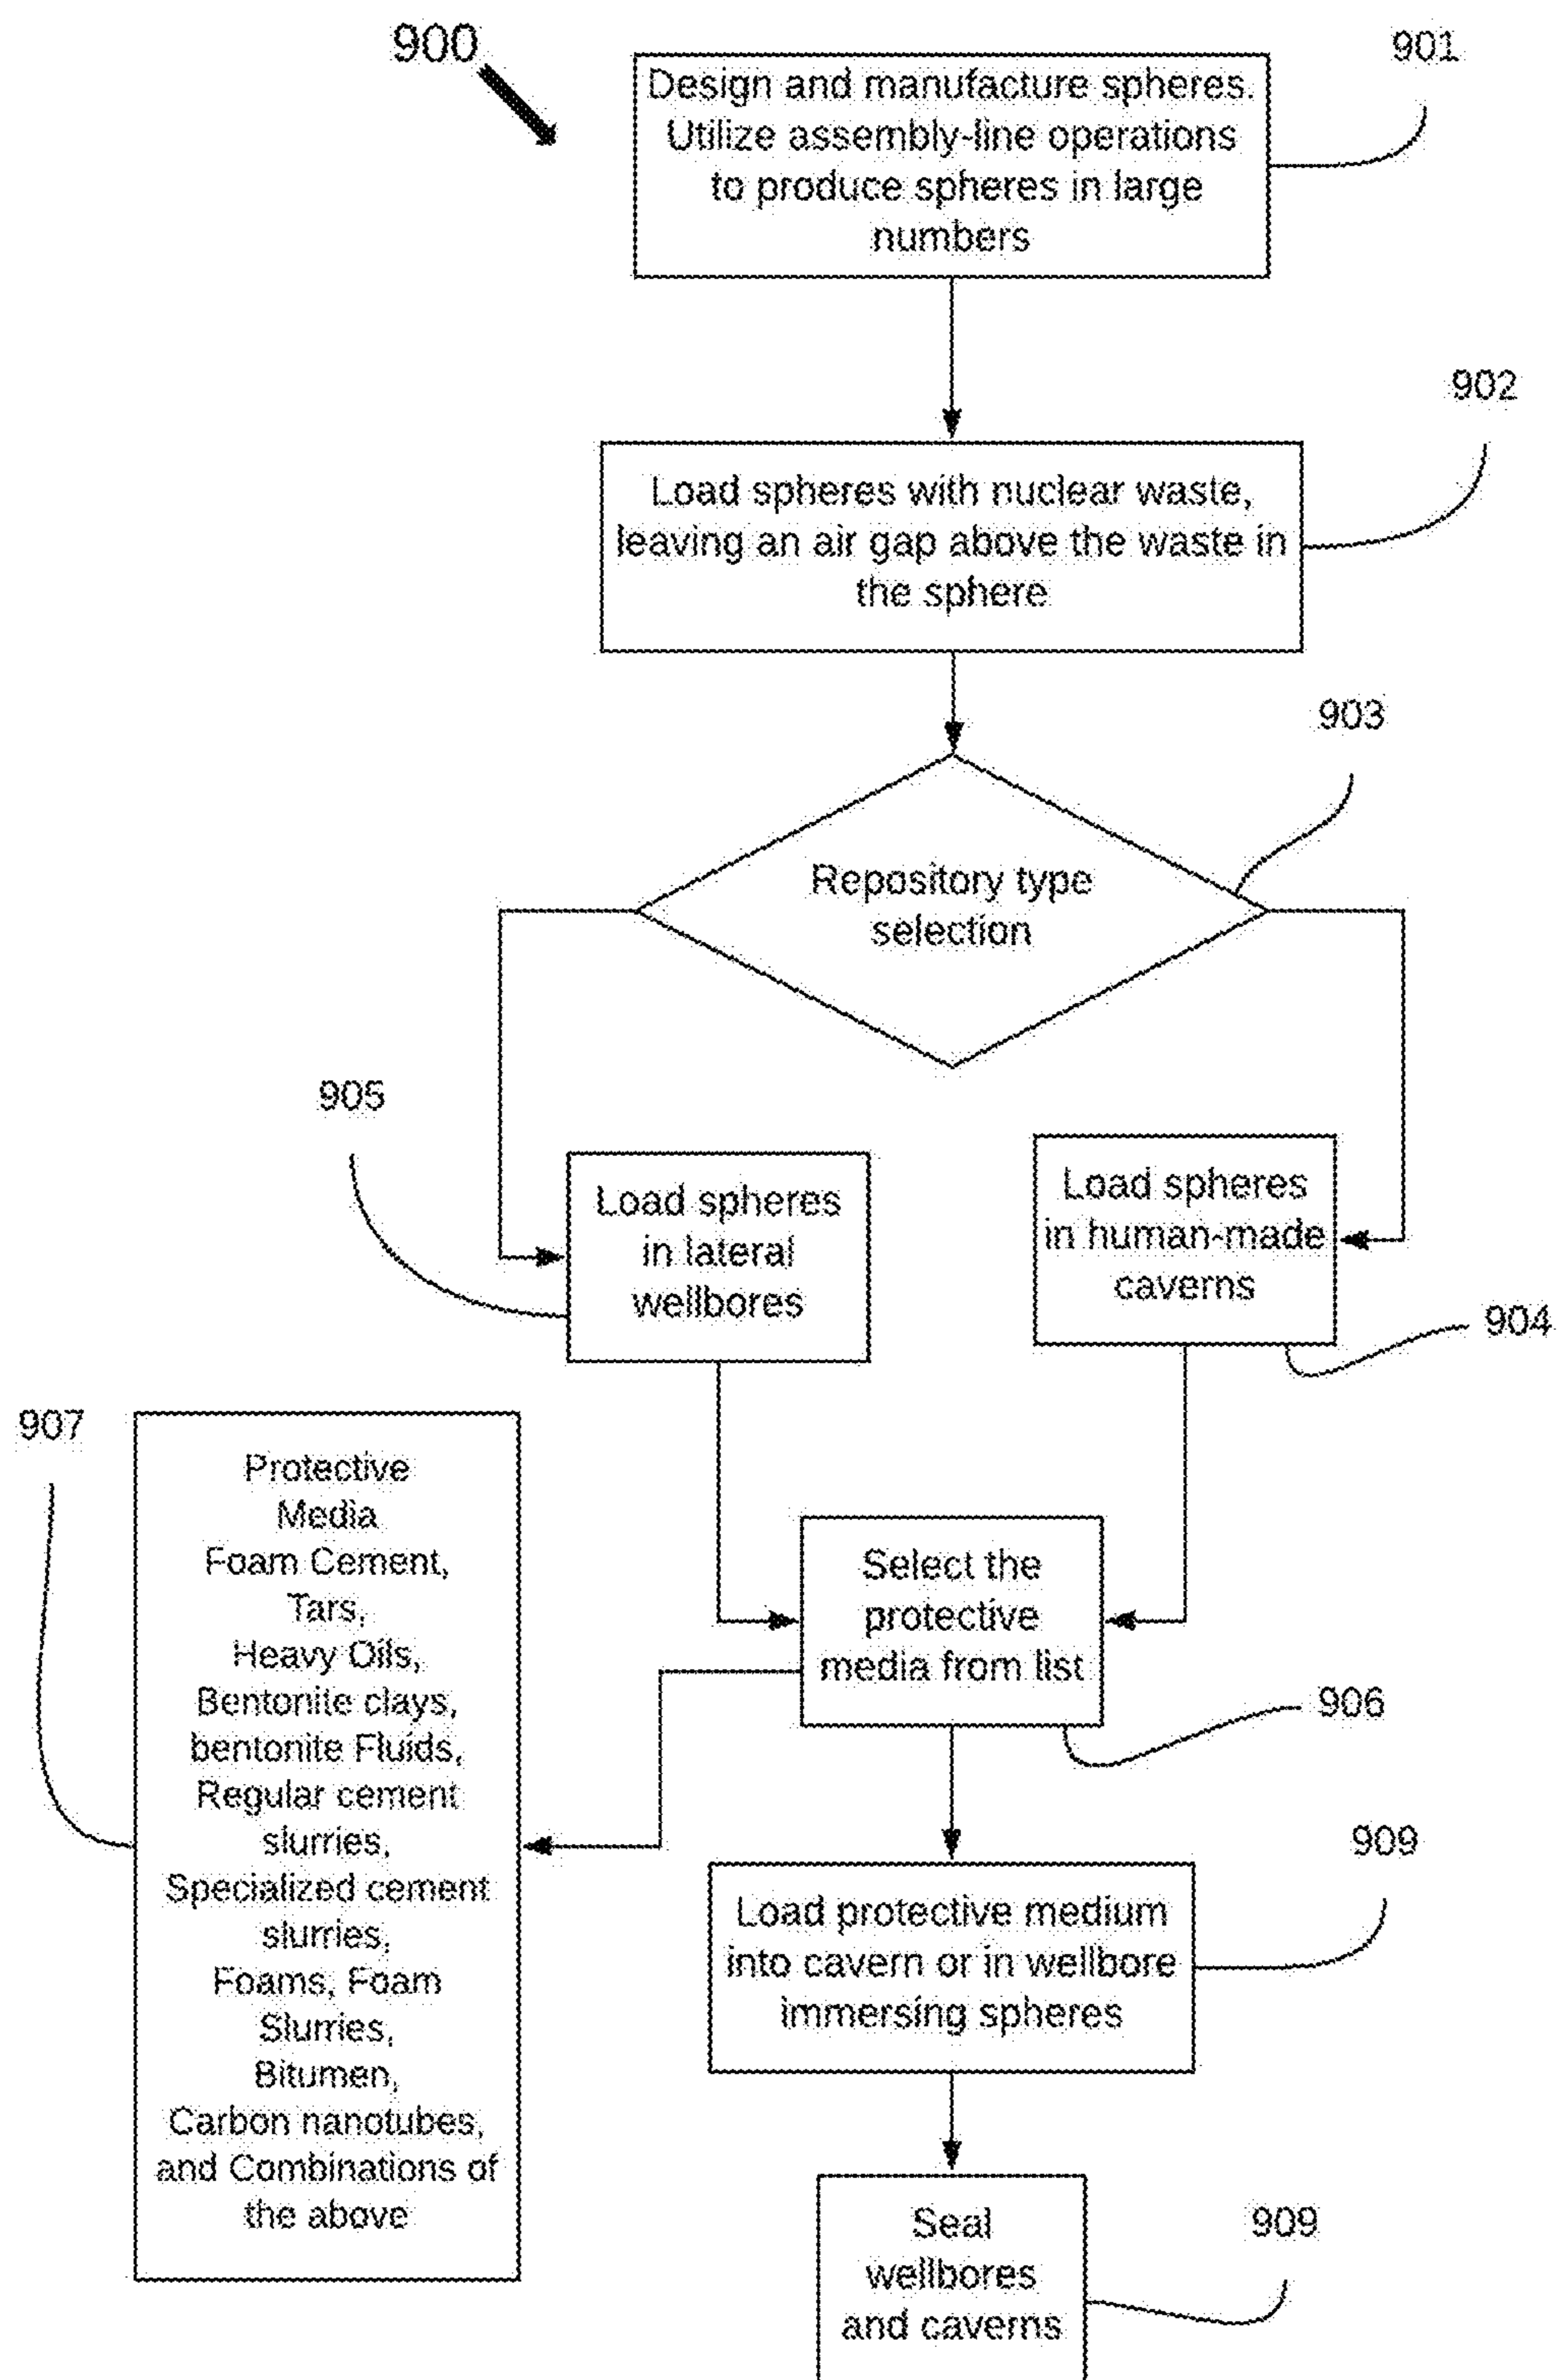 900
901
Design and manufacture spheres.
Utilize assembly-line operations
to produce spheres in large
numbers
902
Load spheres with nuclear waste,
leaving an air gap above the waste in
the sphere
903
Repository type
selection
905
Load spheres
in lateral
wellbores
Load spheres
in human-made
caverns
904
907
Protective
Media
Foam Cement,
Tars,
Heavy Oils,
Bentonite clays,
bentonite Fluids,
Regular cement
slurries,
Specialized cement
slurries,
Foams, Foam
Slurries,
Bitumen,
Carbon nanotubes,
and Combinations of
the above
Select the
protective
media from list
906
909
Load protective medium
into cavern or in wellbore
immersing spheres
909
Seal
wellbores
and caverns